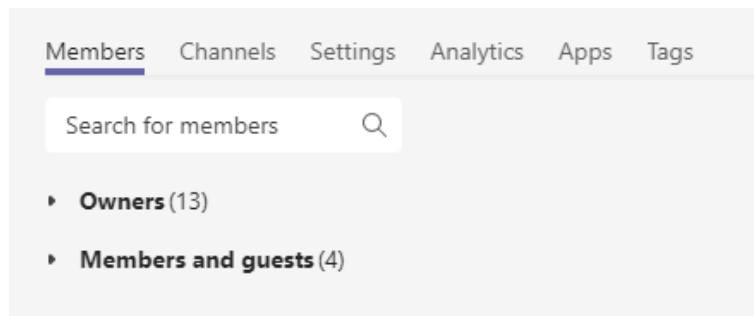 Members Channels Settings Analytics Apps Tags
Search for members
Owners (13)
Members and guests (4)